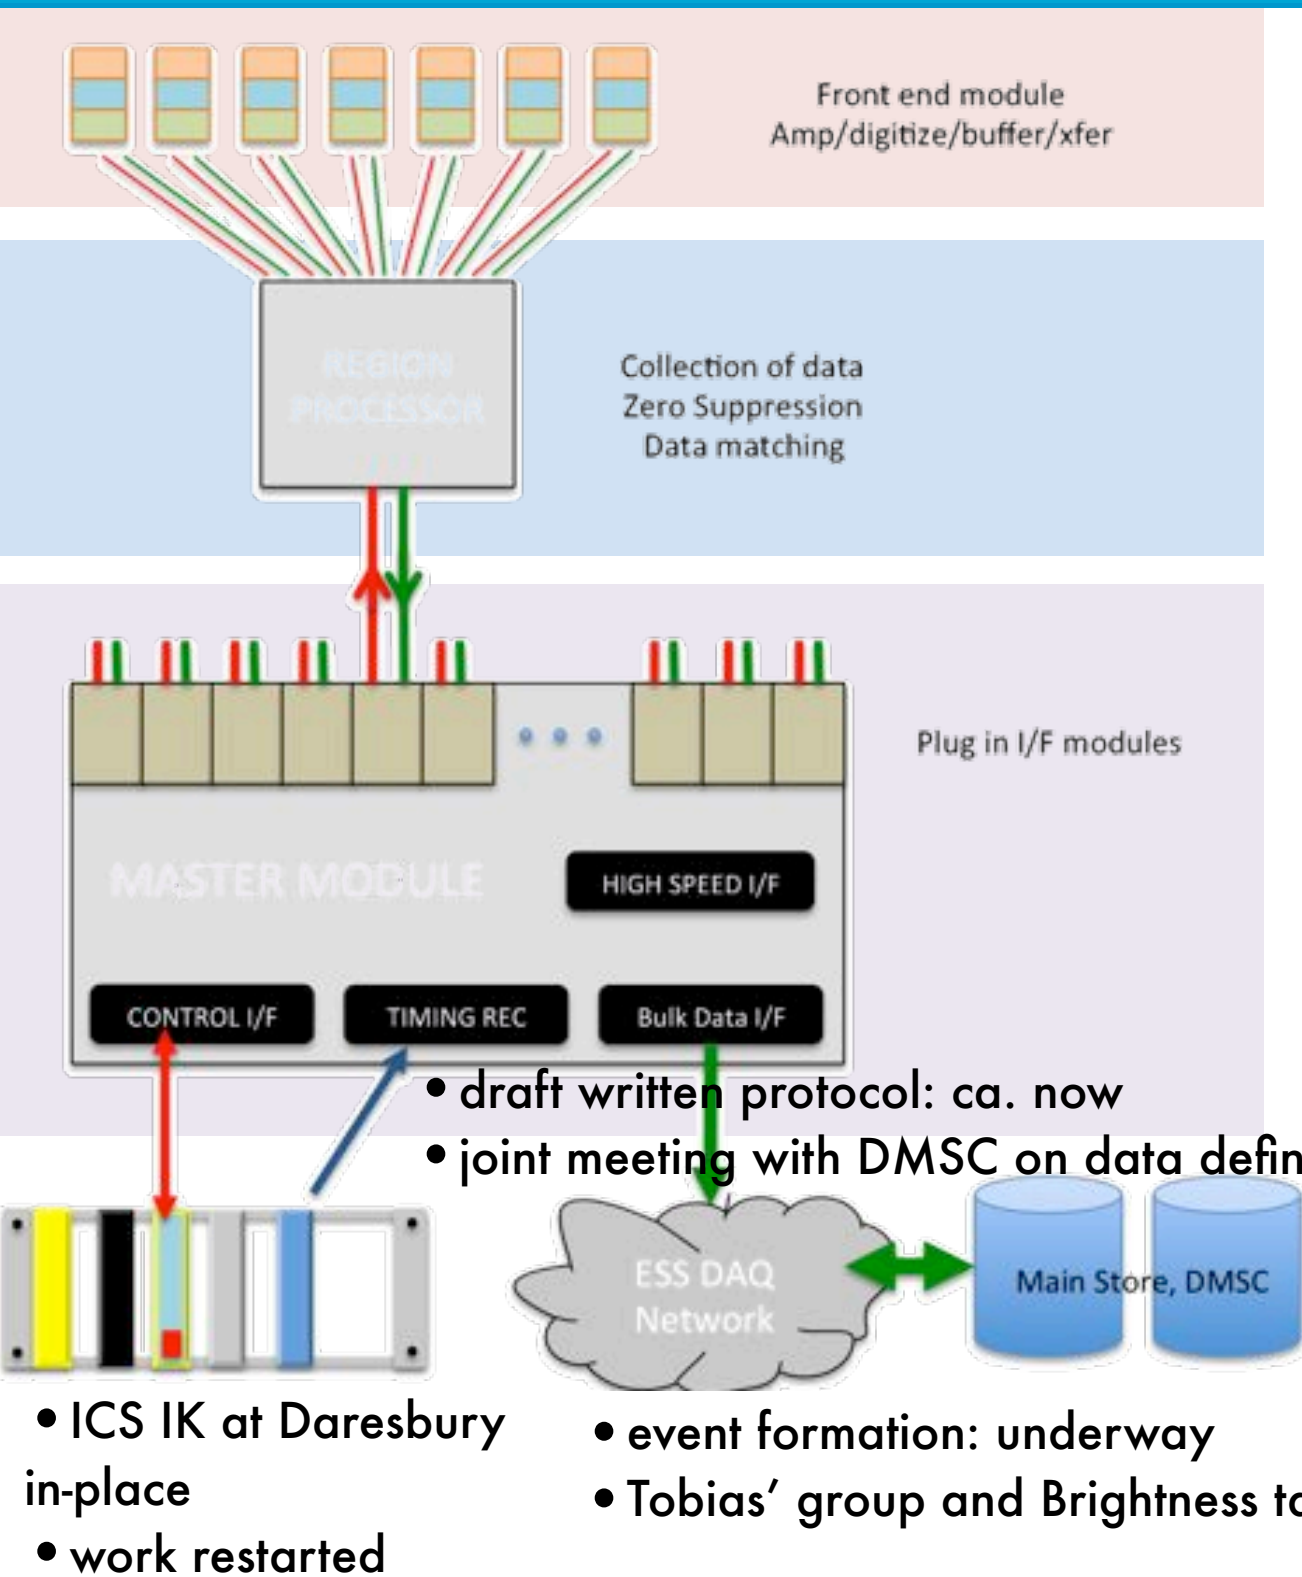 Front end module
Amp/digitize/buffer/xfer
REGION
PROCESSOR
Collection of data
Zero Suppression
Data matching
Plug in I/F modules
MASTER MODULE
HIGH SPEED I/F
CONTROL I/F
TIMING REC
Bulk Data I/F
• draft written protocol: ca. now
• joint meeting with DMSC on data defin
ESS DAQ
Network
Main Store, DMSC
• ICS IK at Daresbury
in-place
• work restarted
• event formation: underway
• Tobias’ group and Brightness ta